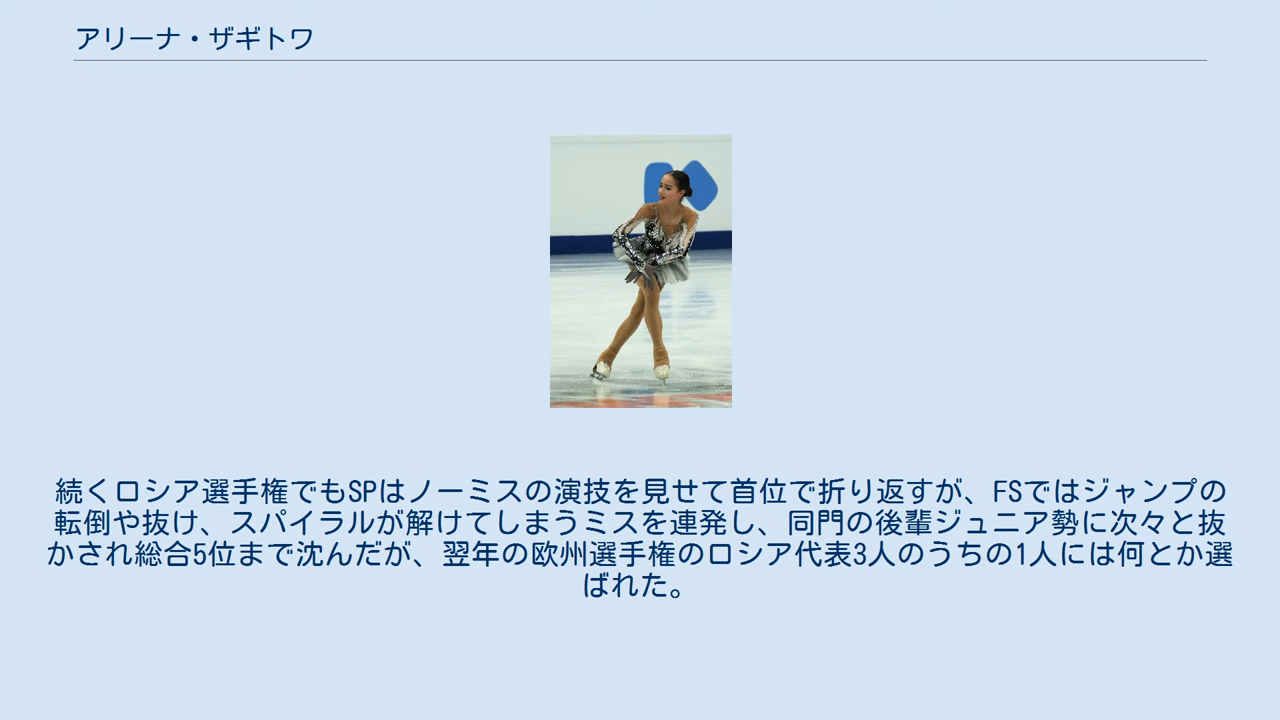 アリーナ・ザギトワ
続くロシア選手権でもSPはノーミスの演技を見せて首位で折り返すが、FSではジャンプの
転倒や抜け、スパイラルが解けてしまうミスを連発し、同門の後輩ジュニア勢に次々と抜
かされ総合5位まで沈んだが、翌年の欧州選手権のロシア代表3人のうちの1人には何とか選
ばれた。